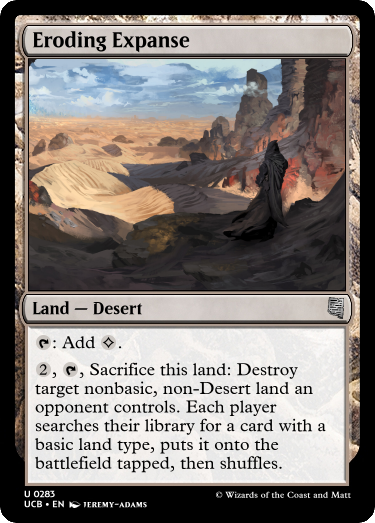 Eroding Expanse
Land — Desert
: Add .
2, , Sacrifice this land: Destroy
target nonbasic, non-Desert land an
opponent controls. Each player
searches their library for a card with a
basic land type, puts it onto the
battlefield tapped, then shuffles.
U 0283
UCB • EN JEREMY-ADAMS
© Wizards of the Coast and Matt